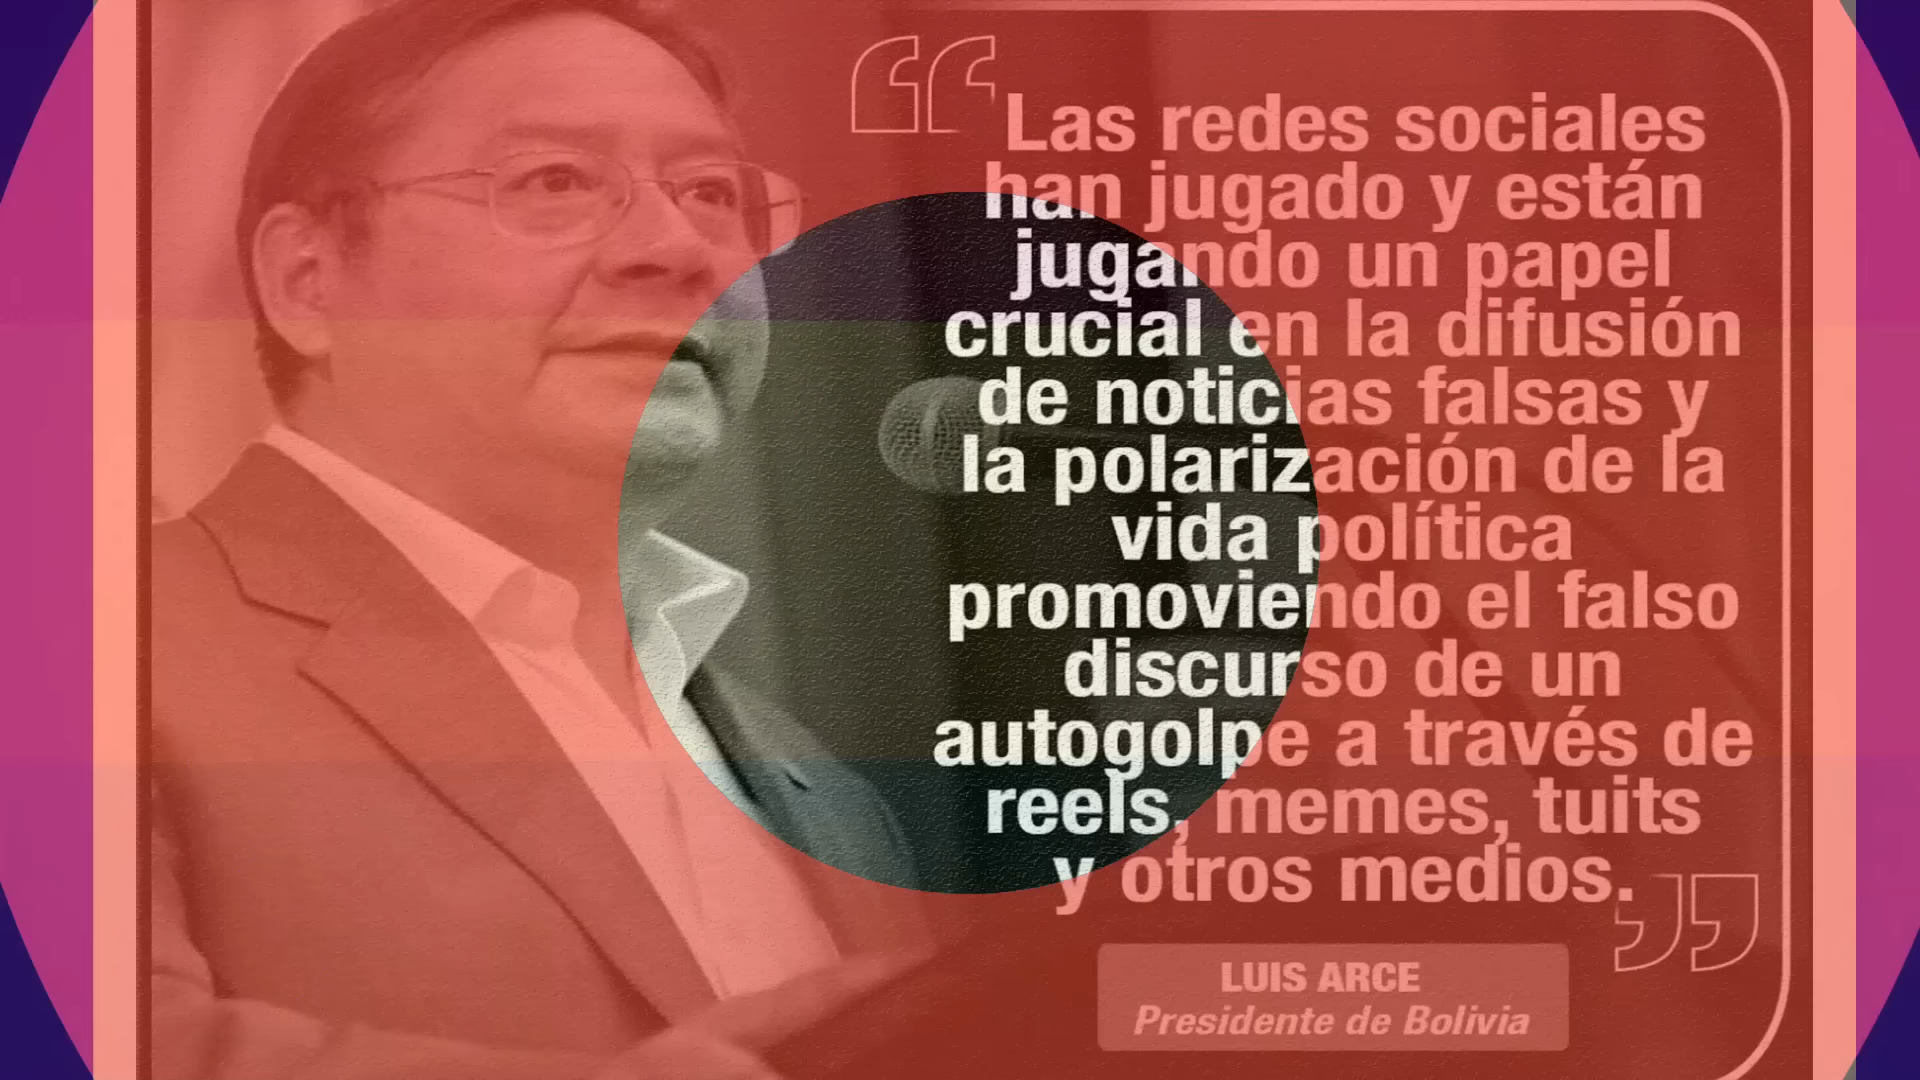 Las redes sociales
han jugado y están
jugando un papel
crucial en la difusión
de noticias falsas y
la polarización de la
vida política
promoviendo el falso
discurso de un
autogolpe a través de
reels, memes, tuits
y otros medios.
LUIS ARCE
Presidente de Bolivia